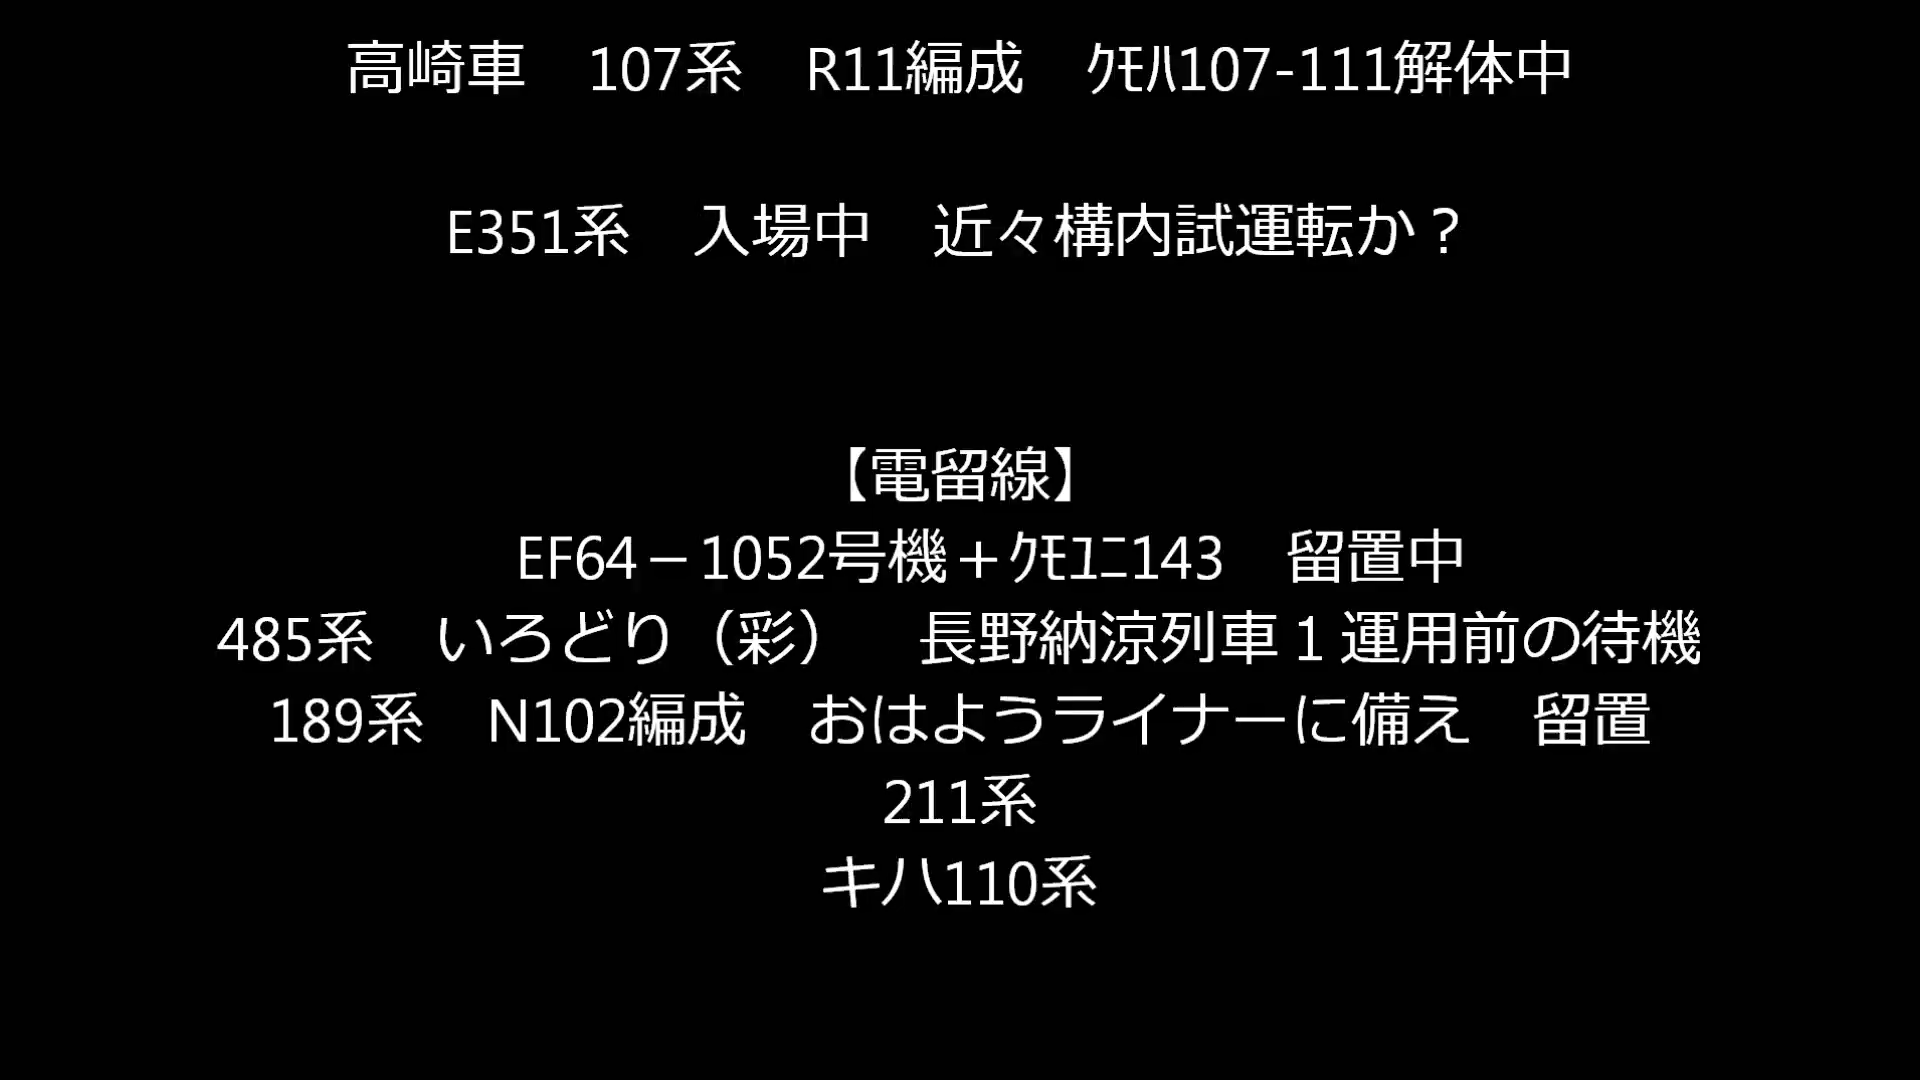 高崎車　107系　R11編成　ｸﾓﾊ107-111解体中
E351系　入場中　近々構内試運転か？
【電留線】
EF64－1052号機＋ｸﾓﾕﾆ143　留置中
485系　いろどり（彩）　長野納涼列車１運用前の待機
189系　N102編成　おはようライナーに備え　留置
211系
キハ110系